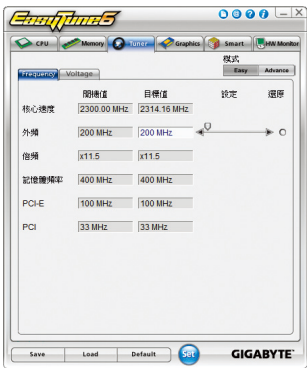 EasyTune6
CPU Memory Tuner Graphics Smart HW Monitor
模式
Easy Advance
Frequency Voltage
開機值 目標值 設定 還原
核心速度 2300.00 MHz 2314.16 MHz
外頻 200 MHz 200 MHz
倍頻 x11.5 x11.5
記憶體頻率 400 MHz 400 MHz
PCI-E 100 MHz 100 MHz
PCI 33 MHz 33 MHz
Save Load Default Set GIGABYTE